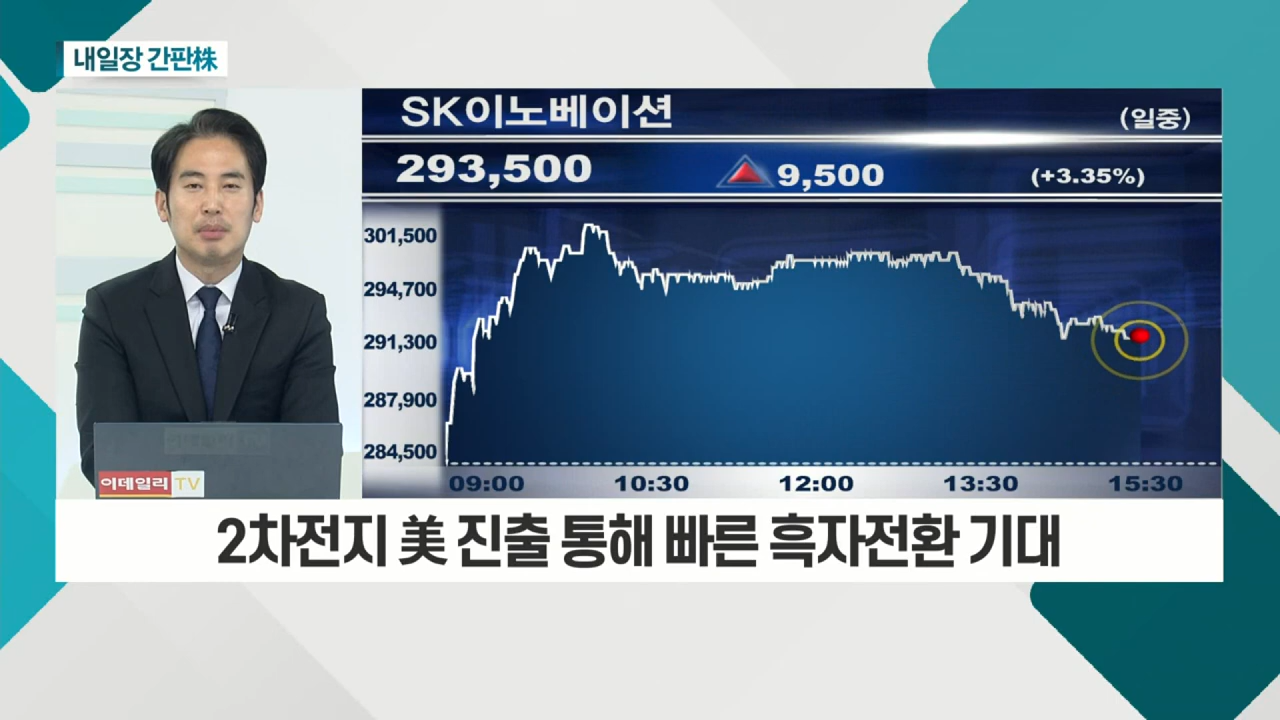 내일장 간판株
SK이노베이션
(일중)
293,500 9,500 (+3.35%)
301,500
294,700
291,300
287,900
284,500
09:00 10:30 12:00 13:30 15:30
이데일리 TV
2차전지 美 진출 통해 빠른 흑자전환 기대